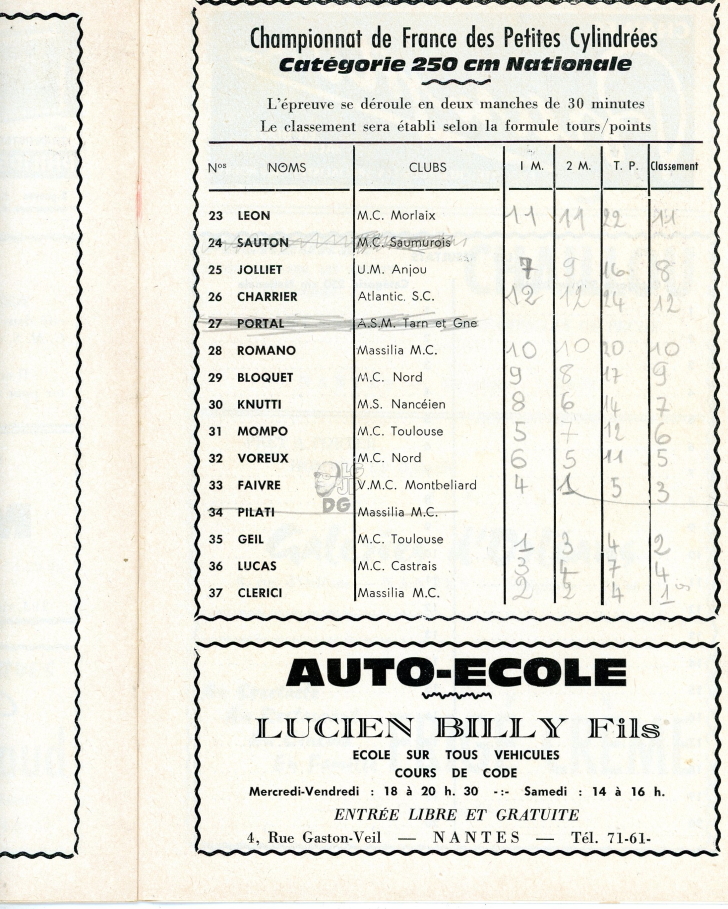 Championnat de France des Petites Cylindrées
Catégorie 250 cm Nationale
L'épreuve se déroule en deux manches de 30 minutes
Le classement sera établi selon la formule tours/points
Nos NOMS CLUBS 1 M. 2 M. T. P. Classement
23 LEON M.C. Morlaix 11 11 22 11
24 SAUTON M.C. Saumurois
25 JOLLIET U.M. Anjou 7 9 16 8
26 CHARRIER Atlantic. S.C. 12 12 24 12
27 PORTAL A.S.M. Tarn et Gne
28 ROMANO Massilia M.C. 10 10 20 10
29 BLOQUET M.C. Nord 9 8 17 9
30 KNUTTI M.S. Nancéien 8 6 14 7
31 MOMPO M.C. Toulouse 5 7 12 6
32 VOREUX M.C. Nord 6 5 11 5
33 FAIVRE V.M.C. Montbeliard 4 1 5 3
34 PILATI Massilia M.C.
35 GEIL M.C. Toulouse 1 3 4 2
36 LUCAS M.C. Castrais 3 4 7 4
37 CLERICI Massilia M.C. 2 2 4 1
DG
AUTO-ECOLE
LUCIEN BILLY Fils
ECOLE SUR TOUS VEHICULES
COURS DE CODE
Mercredi-Vendredi : 18 à 20 h. 30 -:- Samedi : 14 à 16 h.
ENTRÉE LIBRE ET GRATUITE
4, Rue Gaston-Veil — NANTES — Tél. 71-61-